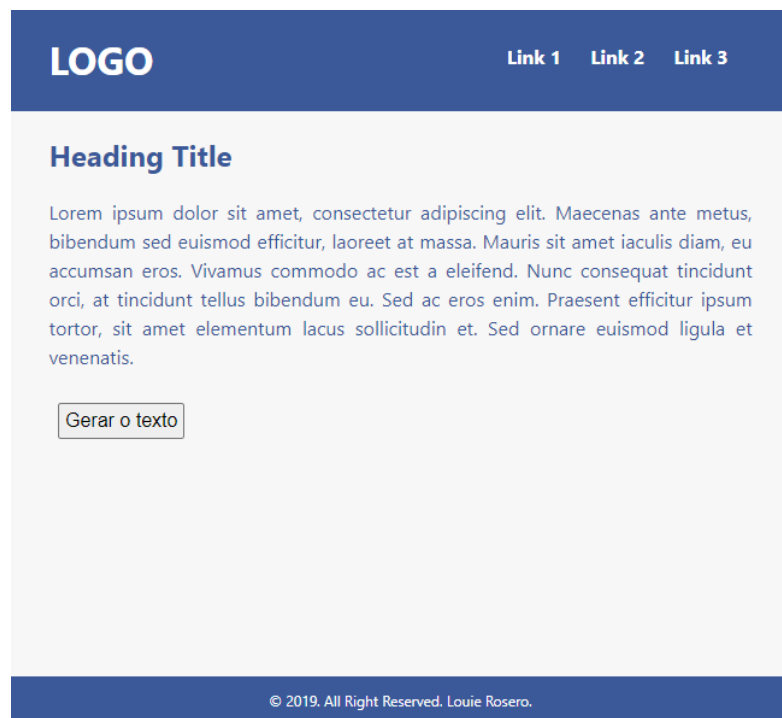 LOGO
Link 1 Link 2 Link 3
Heading Title
Lorem ipsum dolor sit amet, consectetur adipiscing elit. Maecenas ante metus,
bibendum sed euismod efficitur, laoreet at massa. Mauris sit amet iaculis diam, eu
accumsan eros. Vivamus commodo ac est a eleifend. Nunc consequat tincidunt
orci, at tincidunt tellus bibendum eu. Sed ac eros enim. Praesent efficitur ipsum
tortor, sit amet elementum lacus sollicitudin et. Sed ornare euismod ligula et
venenatis.
Gerar o texto
© 2019. All Right Reserved. Louie Rosero.